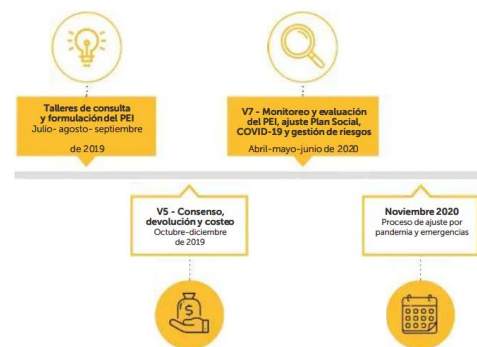 Talleres de consulta
y formulación del PEI
Julio- agosto- septiembre
de 2019
V7 - Monitoreo y evaluación
del PEI, ajuste Plan Social,
COVID-19 y gestión de riesgos
Abril-mayo-junio de 2020
V5 - Consenso,
devolución y costeo
Octubre-diciembre
de 2019
Noviembre 2020
Proceso de ajuste por
pandemia y emergencias
$